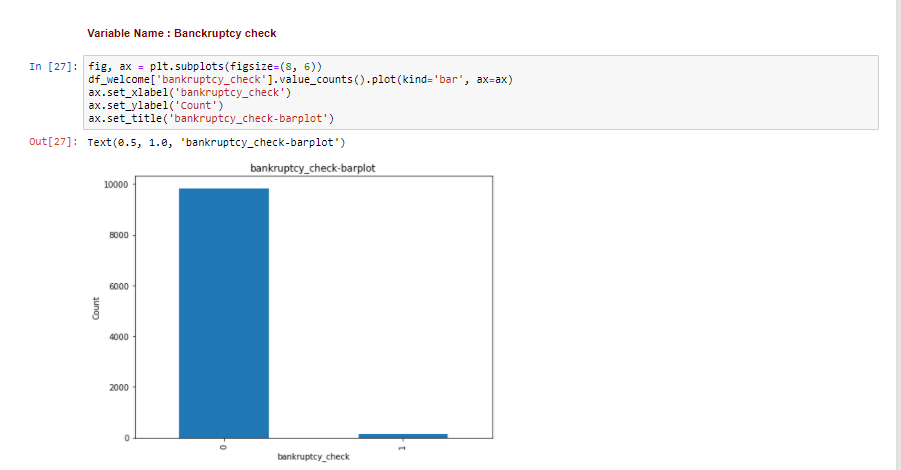 Variable Name : Banckruptcy check
In [27]: fig, ax = plt.subplots(figsize=(8, 6))
df_welcome['bankruptcy_check'].value_counts().plot(kind='bar', ax=ax)
ax.set_xlabel('bankruptcy_check')
ax.set_ylabel('Count')
ax.set_title('bankruptcy_check-barplot')
Out[27]: Text(0.5, 1.0, 'bankruptcy_check-barplot')
bankruptcy_check-barplot
10000
8000
6000
4000
2000
0
Count
0 1
bankruptcy_check